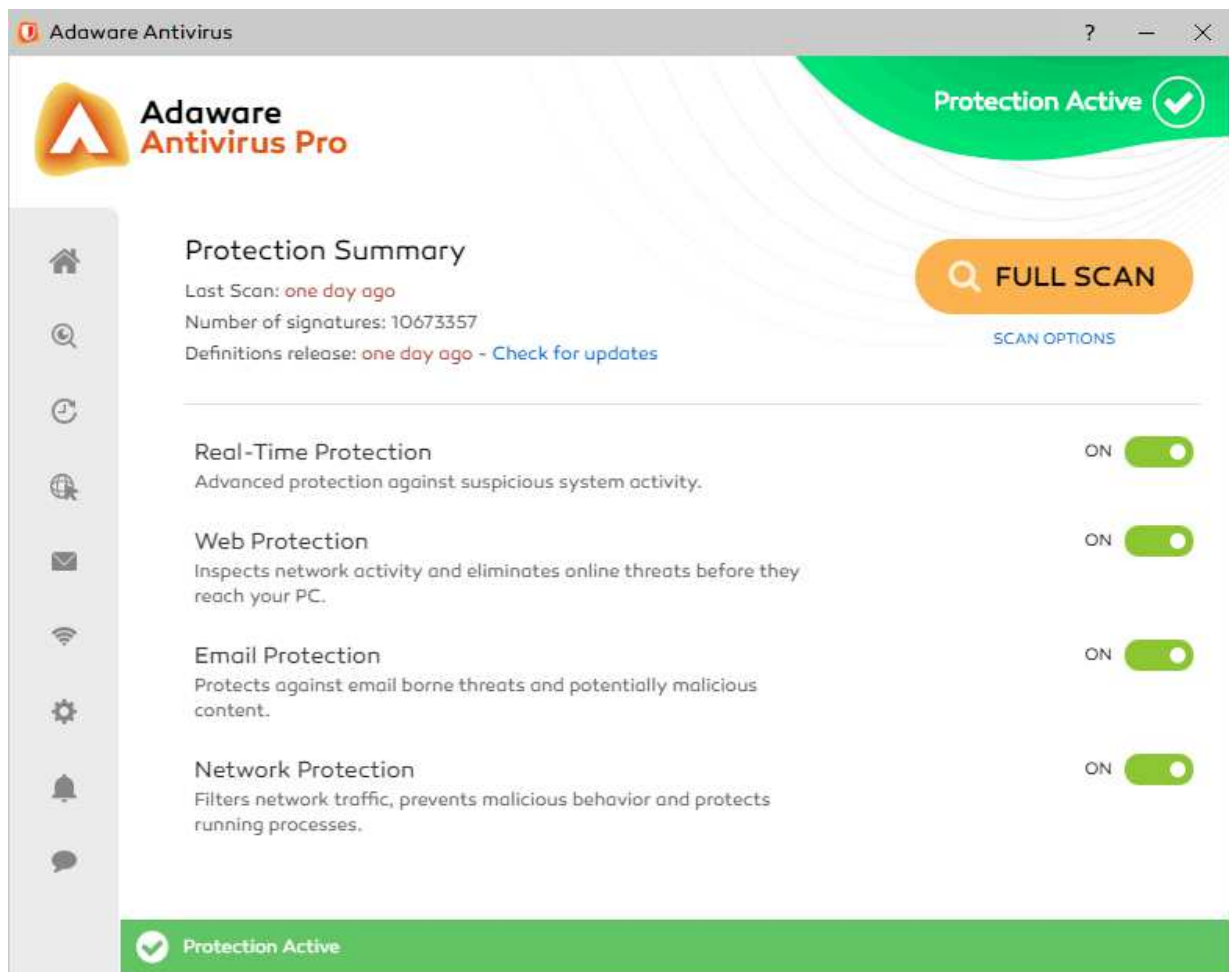 Adaware Antivirus
?
Adaware
Antivirus Pro
Protection Active
Protection Summary
Last Scan: one day ago
Number of signatures: 10673357
Definitions release: one day ago - Check for updates
FULL SCAN
SCAN OPTIONS
Real-Time Protection
Advanced protection against suspicious system activity.
ON
Web Protection
Inspects network activity and eliminates online threats before they
reach your PC.
ON
Email Protection
Protects against email borne threats and potentially malicious
content.
ON
Network Protection
Filters network traffic, prevents malicious behavior and protects
running processes.
ON
Protection Active